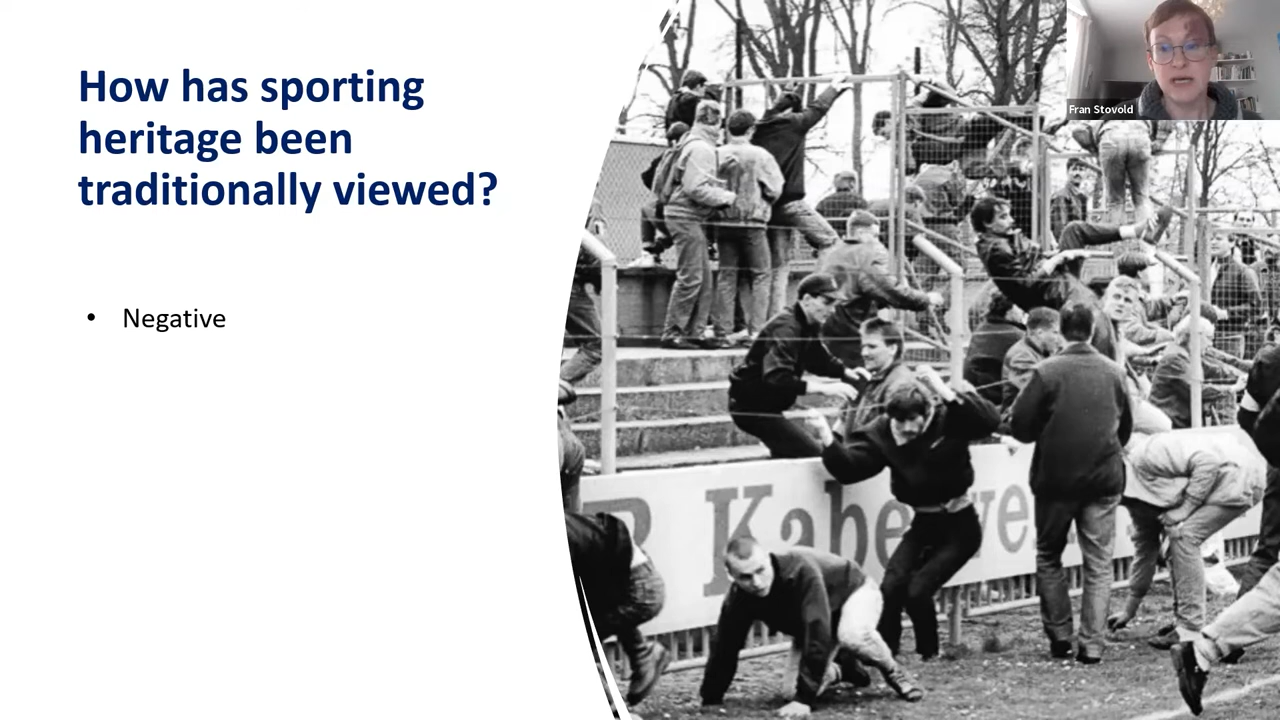 How has sporting
heritage been
traditionally viewed?
• Negative
Fran Stovold